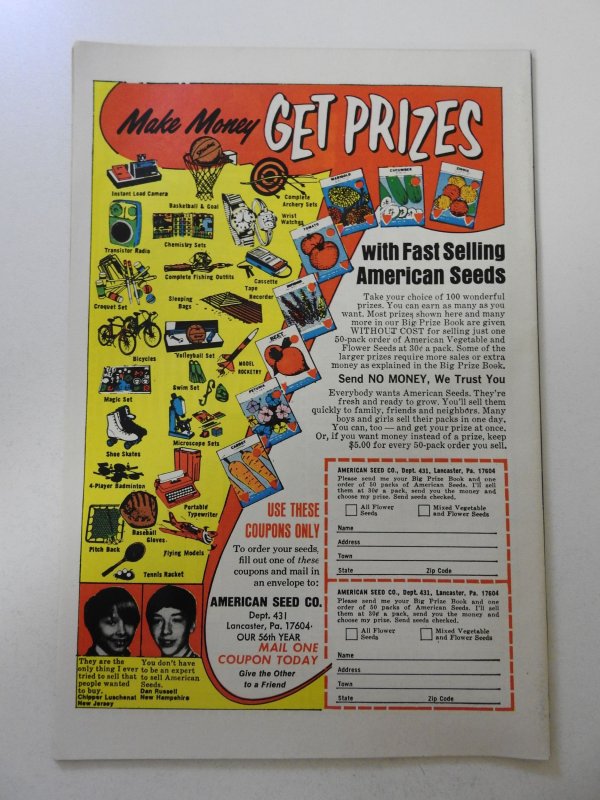 Make Money GET PRIZES
Instant Load Camera
Basketball & Goal
Complete
Archery Sets
Wrist
Watches
Transistor Radio
Chemistry Sets
Complete Fishing Outfits
Cassette
Tape
Recorder
Croquet Set
Sleeping
Bags
Bicycles
Volleyball Set
MODEL
ROCKETRY
Swim Set
Magic Set
Microscope Sets
Shoe Skates
4-Player Badminton
Portable
Typewriter
Baseball
Gloves
Pitch Back
Flying Models
Tennis Racket
MARIGOLD
CUCUMBER
ZINNIA
TOMATO
PETUNIA
CARROT
with Fast Selling
American Seeds
Take your choice of 100 wonderful
prizes. You can earn as many as you
want. Most prizes shown here and many
more in our Big Prize Book are given
WITHOUT COST for selling just one
50-pack order of American Vegetable and
Flower Seeds at 30¢ a pack. Some of the
larger prizes require more sales or extra
money as explained in the Big Prize Book.
Send NO MONEY, We Trust You
Everybody wants American Seeds. They're
fresh and ready to grow. You'll sell them
quickly to family, friends and neighbors. Many
boys and girls sell their packs in one day.
You can, too — and get your prize at once.
Or, if you want money instead of a prize, keep
$5.00 for every 50-pack order you sell.
USE THESE
COUPONS ONLY
To order your seeds,
fill out one of these
coupons and mail in
an envelope to:
AMERICAN SEED CO.
Dept. 431
Lancaster, Pa. 17604
OUR 56th YEAR
MAIL ONE
COUPON TODAY
Give the Other
to a Friend
They are the
only thing I ever
tried to sell that
people wanted
to buy.
Chipper Luschenat
New Jersey
You don't have
to be an expert
to sell American
Seeds.
Dan Russell
New Hampshire
AMERICAN SEED CO., Dept. 431, Lancaster, Pa. 17604
Please send me your Big Prize Book and one
order of 50 packs of American Seeds. I'll sell
them at 30¢ a pack, send you the money and
choose my prize. Send seeds checked.
All Flower
Seeds
Mixed Vegetable
and Flower Seeds
Name
Address
Town
State Zip Code
AMERICAN SEED CO., Dept. 431, Lancaster, Pa. 17604
Please send me your Big Prize Book and one
order of 50 packs of American Seeds. I'll sell
them at 30¢ a pack, send you the money and
choose my prize. Send seeds checked.
All Flower
Seeds
Mixed Vegetable
and Flower Seeds
Name
Address
Town
State Zip Code